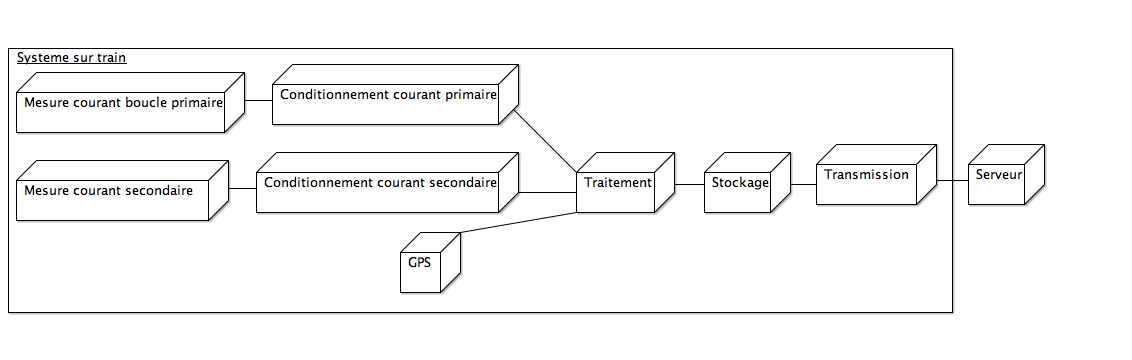 Systeme sur train
Mesure courant boucle primaire
Conditionnement courant primaire
Mesure courant secondaire
Conditionnement courant secondaire
Traitement
Stockage
Transmission
Serveur
GPS